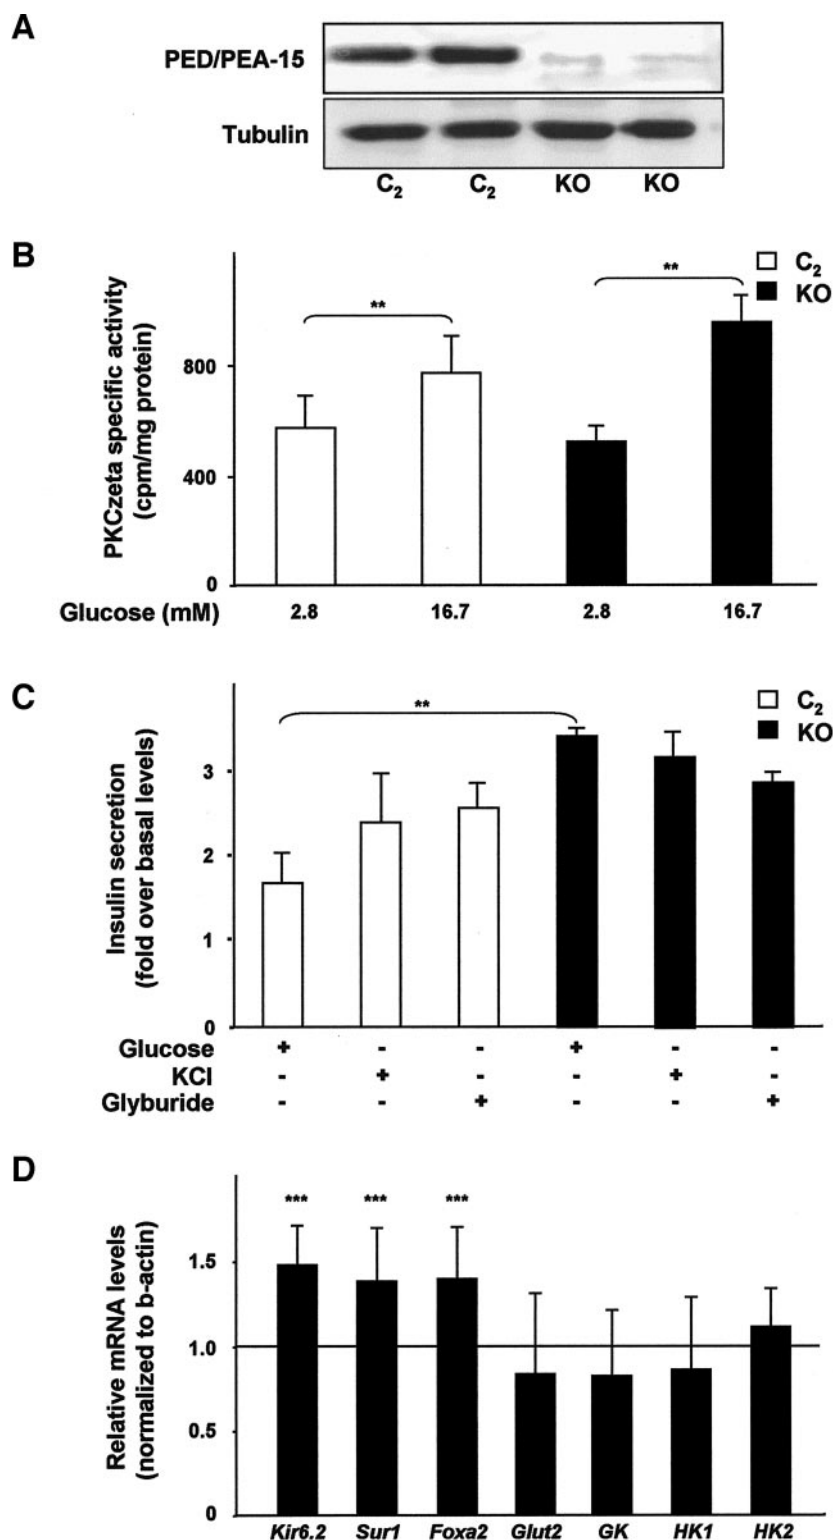 A
PED/PEA-15
Tubulin
C₂ C₂ KO KO
B
C₂
KO
** **
PKCzeta specific activity
(cpm/mg protein)
800
400
0
Glucose (mM) 2.8 16.7 2.8 16.7
C
C₂
KO
**
Insulin secretion
(fold over basal levels)
3
2
1
0
Glucose + - - + - -
KCl - + - - + -
Glyburide - - + - - +
D
*** *** ***
Relative mRNA levels
(normalized to b-actin)
1.5
1.0
0.5
0
Kir6.2 Sur1 Foxa2 Glut2 GK HK1 HK2